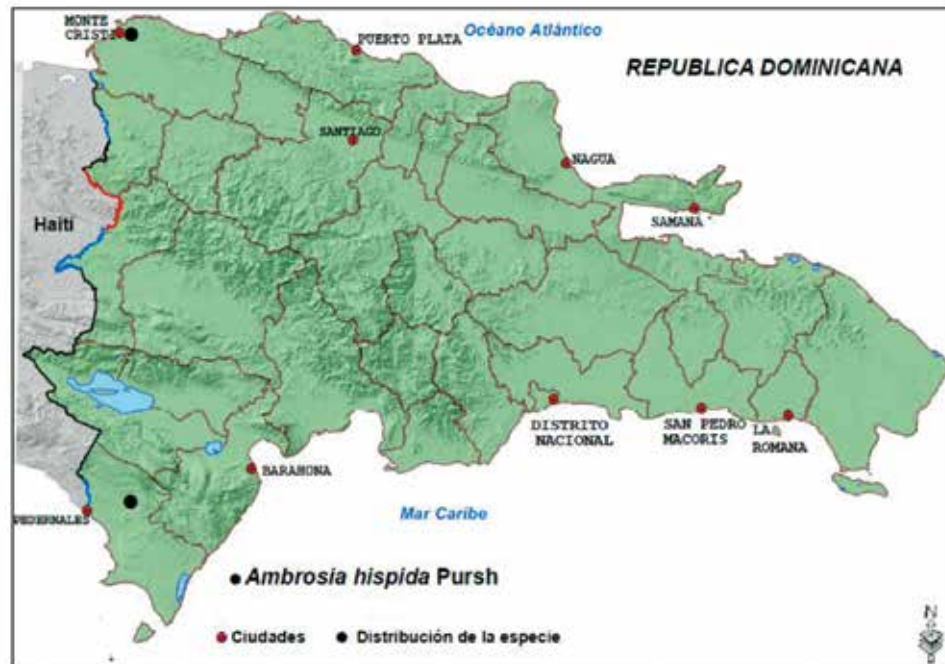 MONTE
CRISTI
PUERTO PLATA
Océano Atlántico
REPUBLICA DOMINICANA
SANTIAGO
NAGUA
SAMANA
Haití
DISTRITO
NACIONAL
SAN PEDRO
MACORIS
LA
ROMANA
BARAHONA
PEDERNALES
Mar Caribe
Ambrosia hispida Pursh
Ciudades
Distribución de la especie
N